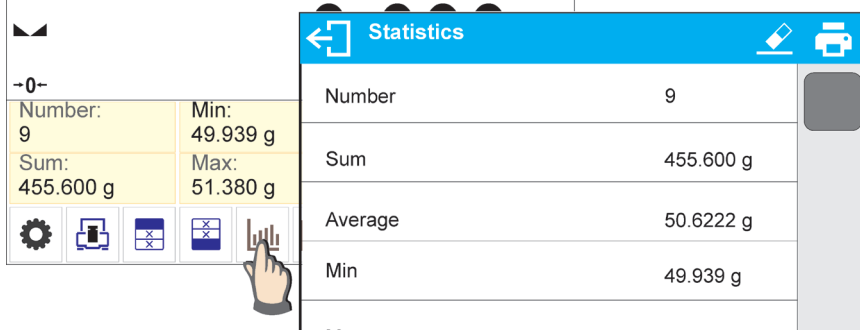 →0←
Number:
9
Min:
49.939 g
Sum:
455.600 g
Max:
51.380 g
Statistics
Number 9
Sum 455.600 g
Average 50.6222 g
Min 49.939 g